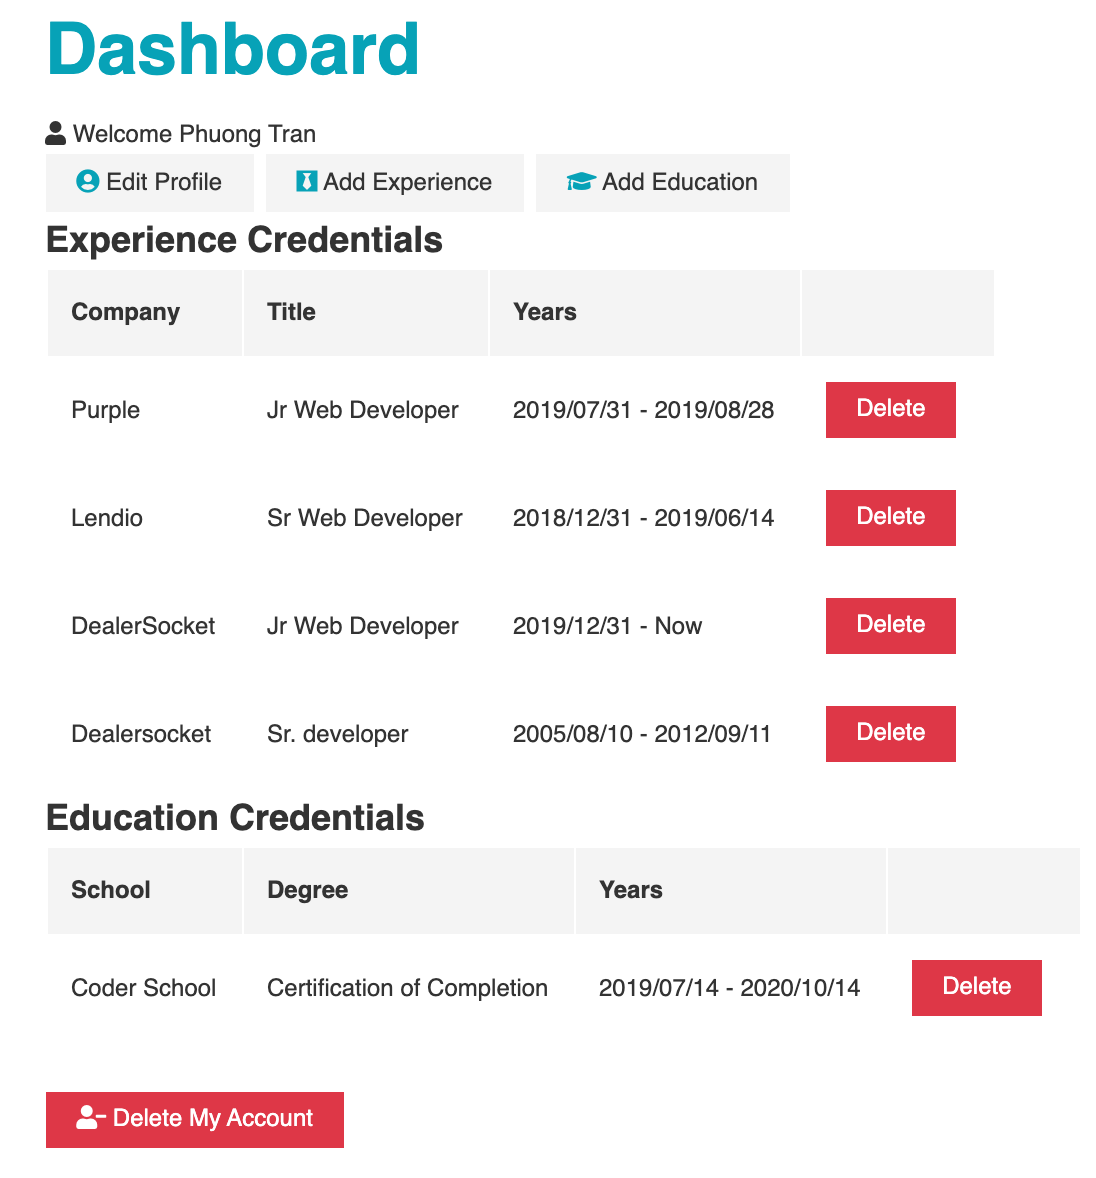 Dashboard
Welcome Phuong Tran
Edit Profile Add Experience Add Education
Experience Credentials
Company Title Years
Purple Jr Web Developer 2019/07/31 - 2019/08/28 Delete
Lendio Sr Web Developer 2018/12/31 - 2019/06/14 Delete
DealerSocket Jr Web Developer 2019/12/31 - Now Delete
Dealersocket Sr. developer 2005/08/10 - 2012/09/11 Delete
Education Credentials
School Degree Years
Coder School Certification of Completion 2019/07/14 - 2020/10/14 Delete
Delete My Account